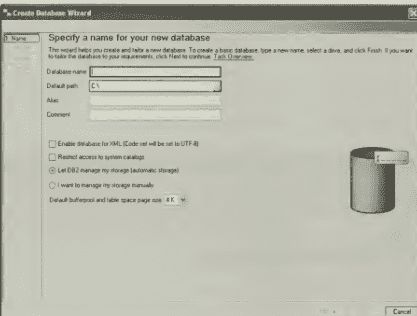 Create Database Wizard
1. Name
Specify a name for your new database
This wizard helps you create and tailor a new database. To create a basic database, type a new name, select a drive, and click Finish. If you want
to tailor the database to your requirements, click Next to continue. Task Overview...
Database name
Default path C:\
Alias
Comment
Enable database for XML (Code set will be set to UTF-8)
Restrict access to system catalogs
Let DB2 manage my storage (automatic storage)
I want to manage my storage manually
Default bufferpool and table space page size 4 K
Cancel